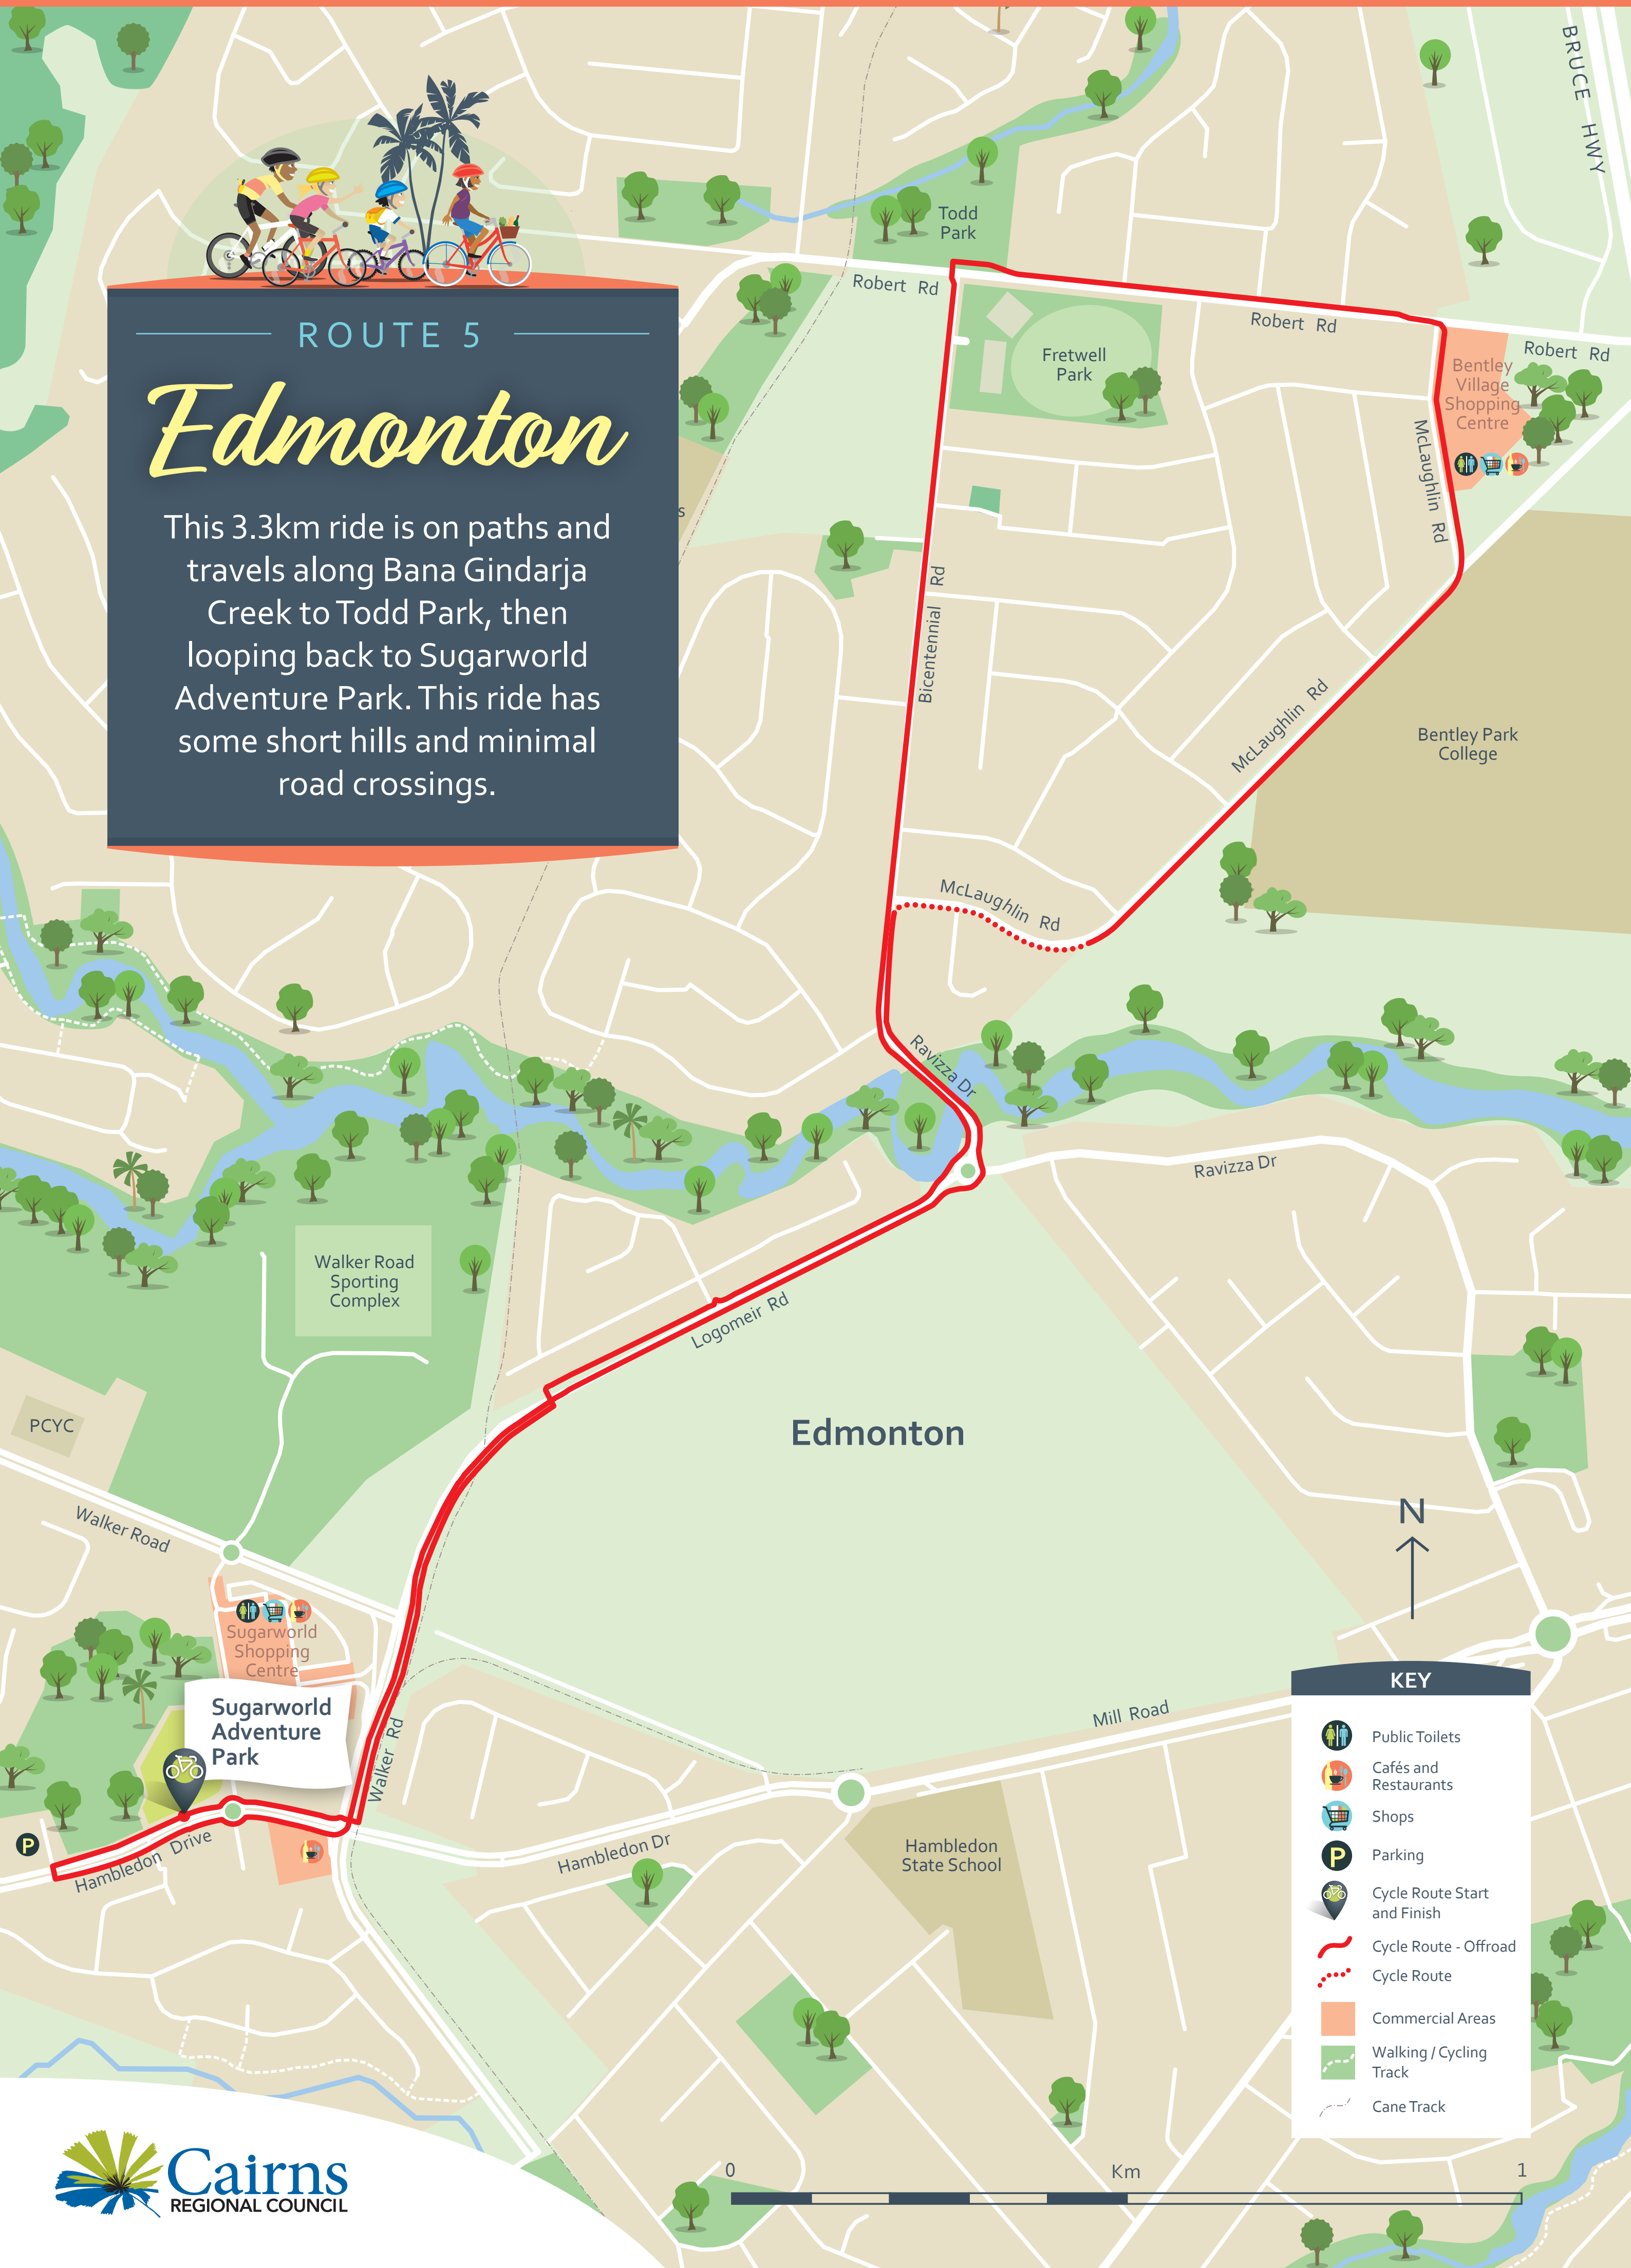 BRUCE HWY
Todd
Park
Robert Rd
Robert Rd
Robert Rd
ROUTE 5
Edmonton
This 3.3km ride is on paths and
travels along Bana Gindarja
Creek to Todd Park, then
looping back to Sugarworld
Adventure Park. This ride has
some short hills and minimal
road crossings.
s
Fretwell
Park
Bentley
Village
Shopping
Centre
McLaughlin Rd
Bicentennial Rd
McLaughlin Rd
Bentley Park
College
McLaughlin Rd
Ravizza Dr
Ravizza Dr
Walker Road
Sporting
Complex
Logomeir Rd
PCYC
Edmonton
Walker Road
N
Sugarworld
Shopping
Centre
Sugarworld
Adventure
Park
Walker Rd
Mill Road
P
Hambledon Drive
Hambledon Dr
Hambledon
State School
KEY
Public Toilets
Cafés and
Restaurants
Shops
P
Parking
Cycle Route Start
and Finish
Cycle Route - Offroad
Cycle Route
Commercial Areas
Walking / Cycling
Track
Cane Track
Cairns
REGIONAL COUNCIL
0 Km 1